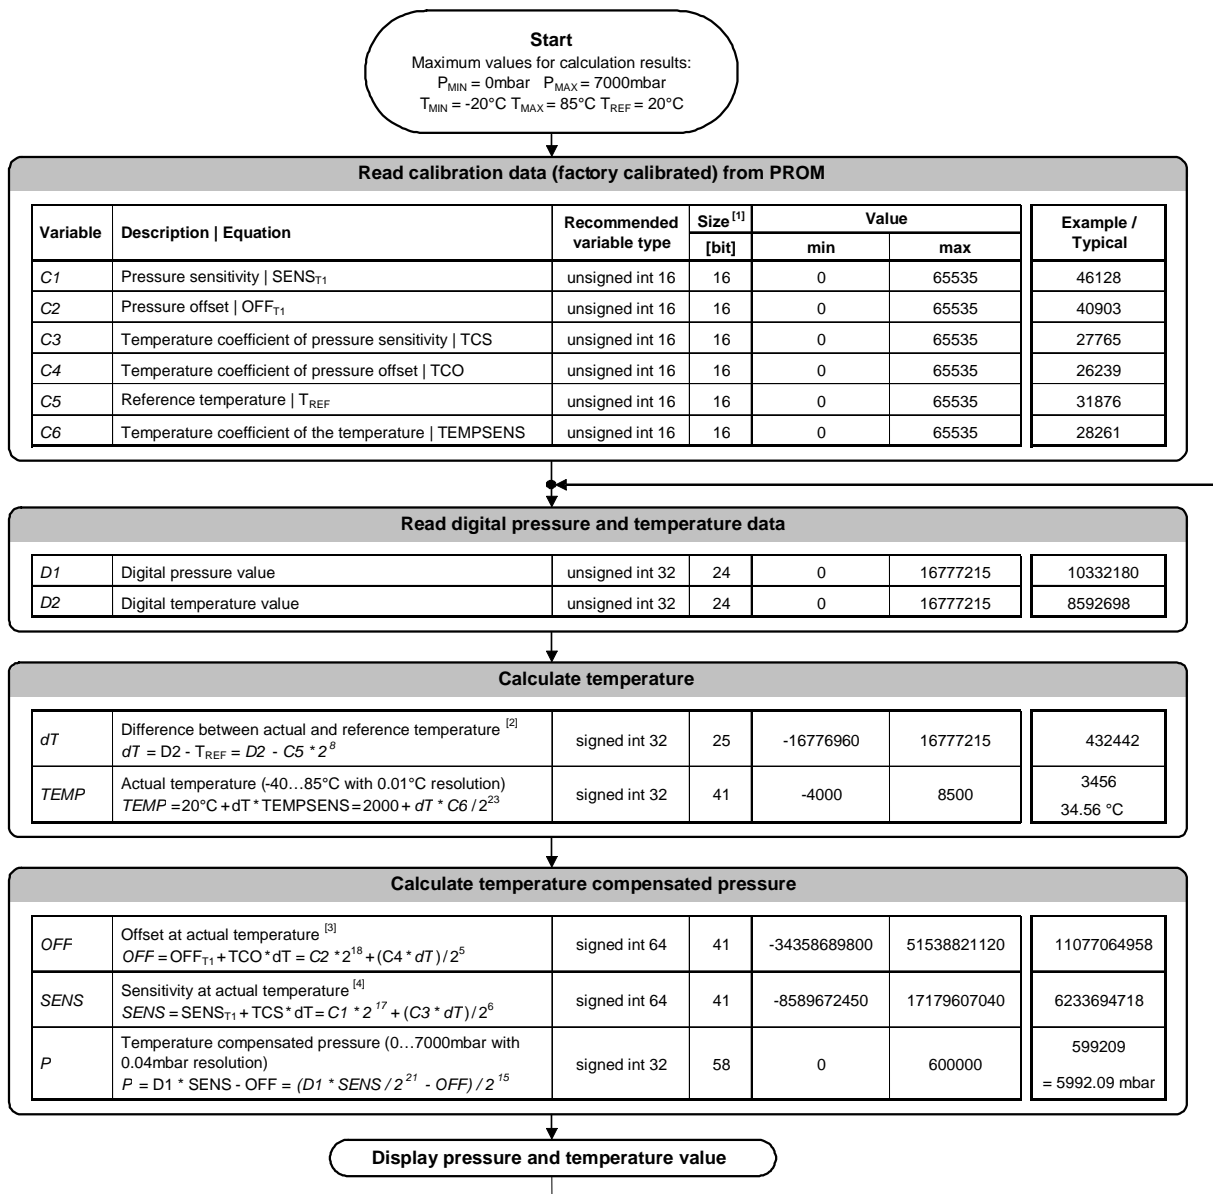 Start
Maximum values for calculation results:
PMIN = 0mbar PMAX = 7000mbar
TMIN = -20°C TMAX = 85°C TREF = 20°C
Read calibration data (factory calibrated) from PROM
Variable Description | Equation Recommended variable type Size [1] [bit] Value min max Example / Typical
C1 Pressure sensitivity | SENST1 unsigned int 16 16 0 65535 46128
C2 Pressure offset | OFFT1 unsigned int 16 16 0 65535 40903
C3 Temperature coefficient of pressure sensitivity | TCS unsigned int 16 16 0 65535 27765
C4 Temperature coefficient of pressure offset | TCO unsigned int 16 16 0 65535 26239
C5 Reference temperature | TREF unsigned int 16 16 0 65535 31876
C6 Temperature coefficient of the temperature | TEMPSENS unsigned int 16 16 0 65535 28261
Read digital pressure and temperature data
D1 Digital pressure value unsigned int 32 24 0 16777215 10332180
D2 Digital temperature value unsigned int 32 24 0 16777215 8592698
Calculate temperature
dT Difference between actual and reference temperature [2]
dT = D2 - TREF = D2 - C5 * 2^8 signed int 32 25 -16776960 16777215 432442
TEMP Actual temperature (-40…85°C with 0.01°C resolution)
TEMP = 20°C + dT * TEMPSENS = 2000 + dT * C6 / 2^23 signed int 32 41 -4000 8500 3456
34.56 °C
Calculate temperature compensated pressure
OFF Offset at actual temperature [3]
OFF = OFFT1 + TCO * dT = C2 * 2^18 + (C4 * dT) / 2^5 signed int 64 41 -34358689800 51538821120 11077064958
SENS Sensitivity at actual temperature [4]
SENS = SENST1 + TCS * dT = C1 * 2^17 + (C3 * dT) / 2^6 signed int 64 41 -8589672450 17179607040 6233694718
P Temperature compensated pressure (0…7000mbar with
0.04mbar resolution)
P = D1 * SENS - OFF = (D1 * SENS / 2^21 - OFF) / 2^15 signed int 32 58 0 600000 599209
= 5992.09 mbar
Display pressure and temperature value